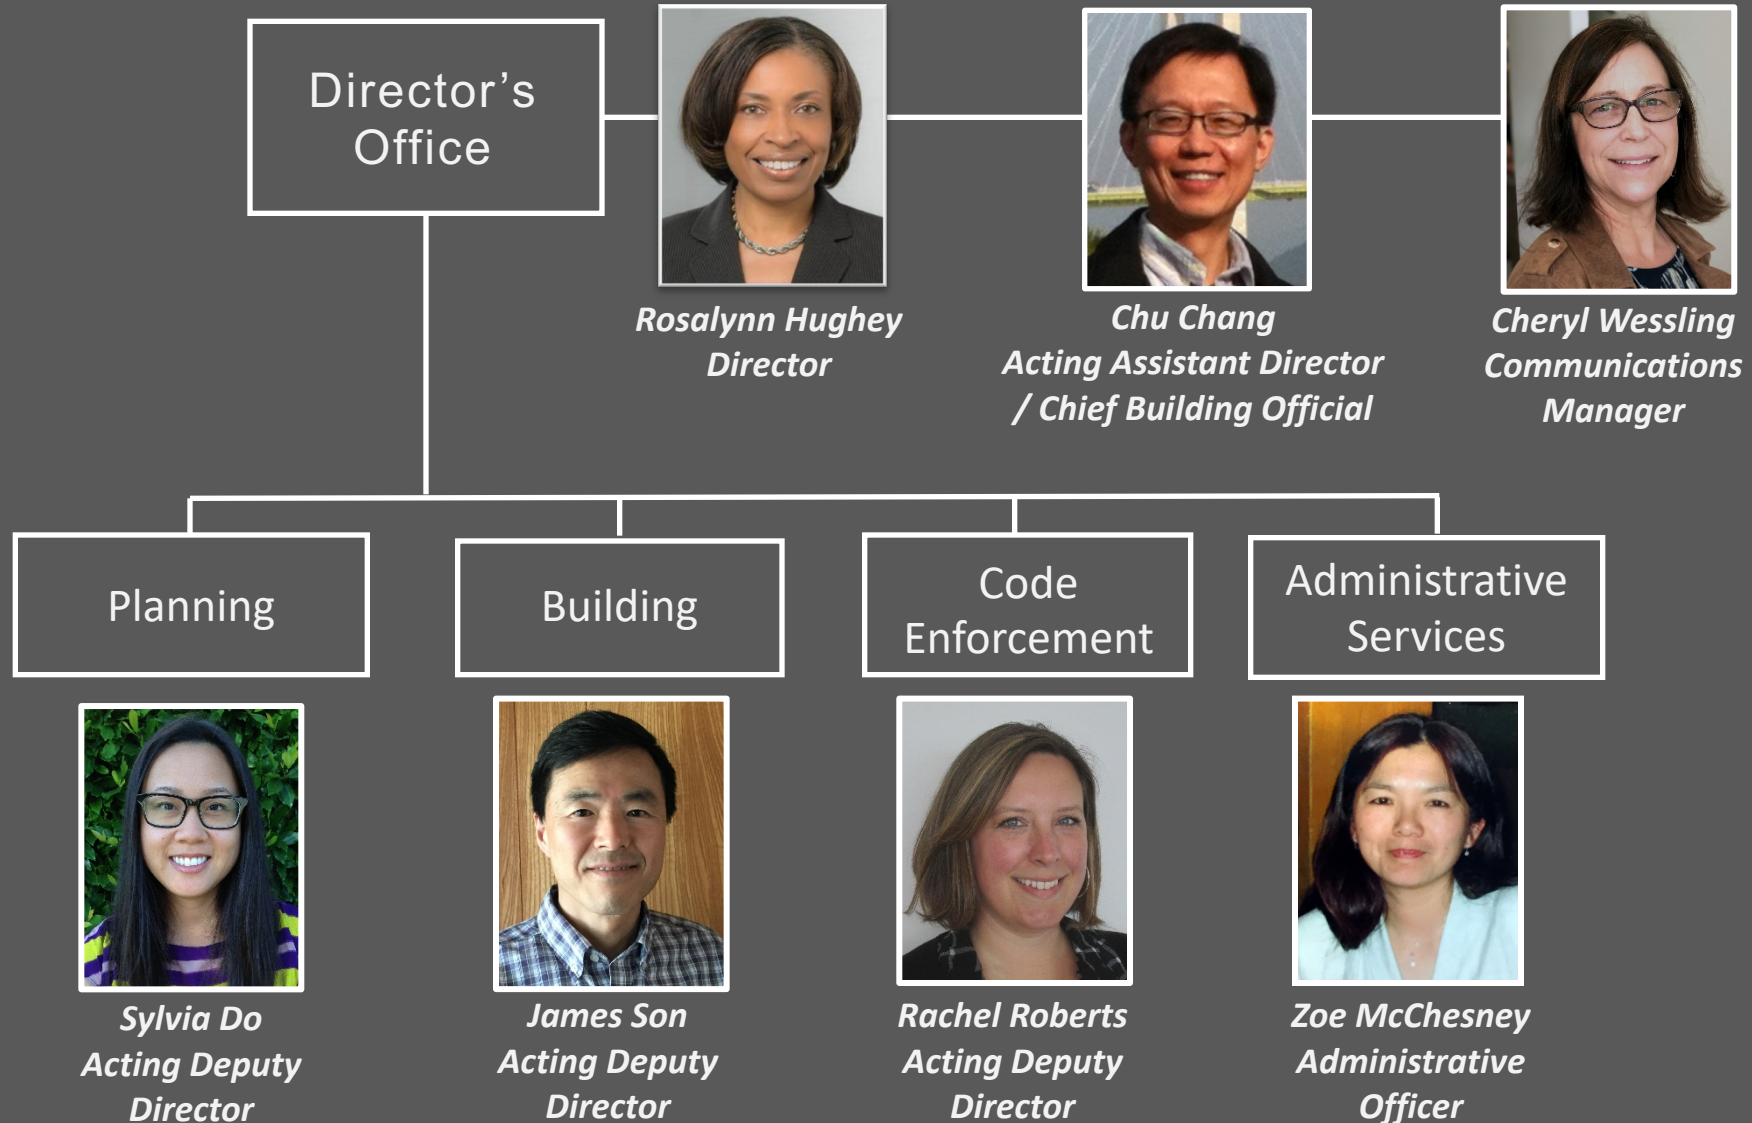 Director’s
Office
Rosalynn Hughey
Director
Chu Chang
Acting Assistant Director
/ Chief Building Official
Cheryl Wessling
Communications
Manager
Planning
Building
Code
Enforcement
Administrative
Services
Sylvia Do
Acting Deputy
Director
James Son
Acting Deputy
Director
Rachel Roberts
Acting Deputy
Director
Zoe McChesney
Administrative
Officer